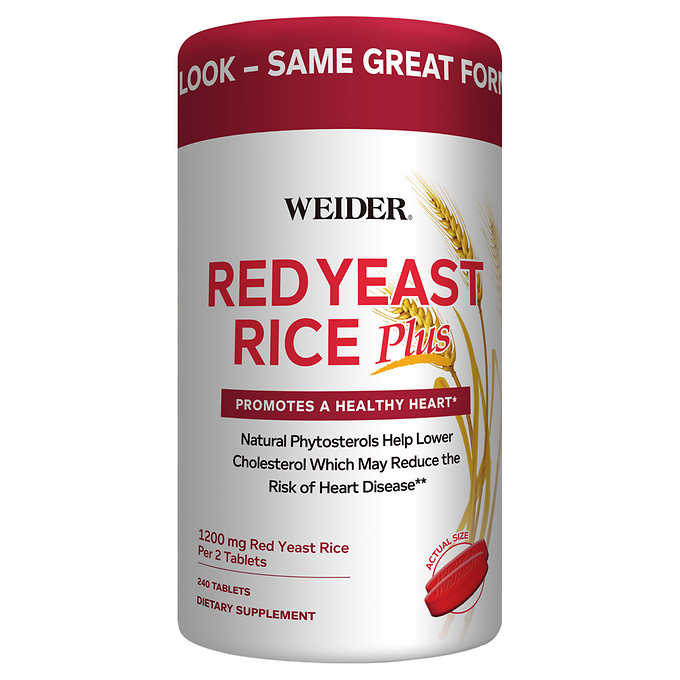 LOOK – SAME GREAT FOR
WEIDER®
RED YEAST
RICE Plus
PROMOTES A HEALTHY HEART*
Natural Phytosterols Help Lower
Cholesterol Which May Reduce the
Risk of Heart Disease**
1200 mg Red Yeast Rice
Per 2 Tablets
240 TABLETS
DIETARY SUPPLEMENT
ACTUAL SIZE